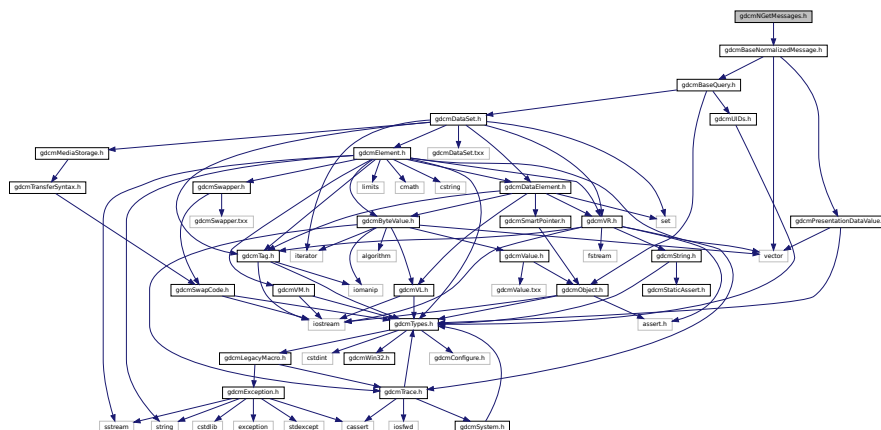 gdcmNGetMessages.h
gdcmBaseNormalizedMessage.h
gdcmBaseQuery.h
gdcmDataSet.h
gdcmUIDs.h
gdcmMediaStorage.h
gdcmElement.h
gdcmDataSet.txx
gdcmTransferSyntax.h
gdcmSwapper.h
limits
cmath
cstring
gdcmDataElement.h
gdcmSwapper.txx
gdcmByteValue.h
gdcmSmartPointer.h
gdcmVR.h
set
gdcmPresentationDataValue
gdcmTag.h
iterator
algorithm
gdcmValue.h
fstream
gdcmString.h
vector
gdcmSwapCode.h
gdcmVM.h
iomanip
gdcmVL.h
gdcmValue.txx
gdcmObject.h
gdcmStaticAssert.h
iostream
gdcmTypes.h
assert.h
gdcmLegacyMacro.h
cstdint
gdcmWin32.h
gdcmConfigure.h
gdcmException.h
gdcmTrace.h
sstream
string
cstdlib
exception
stdexcept
cassert
iosfwd
gdcmSystem.h